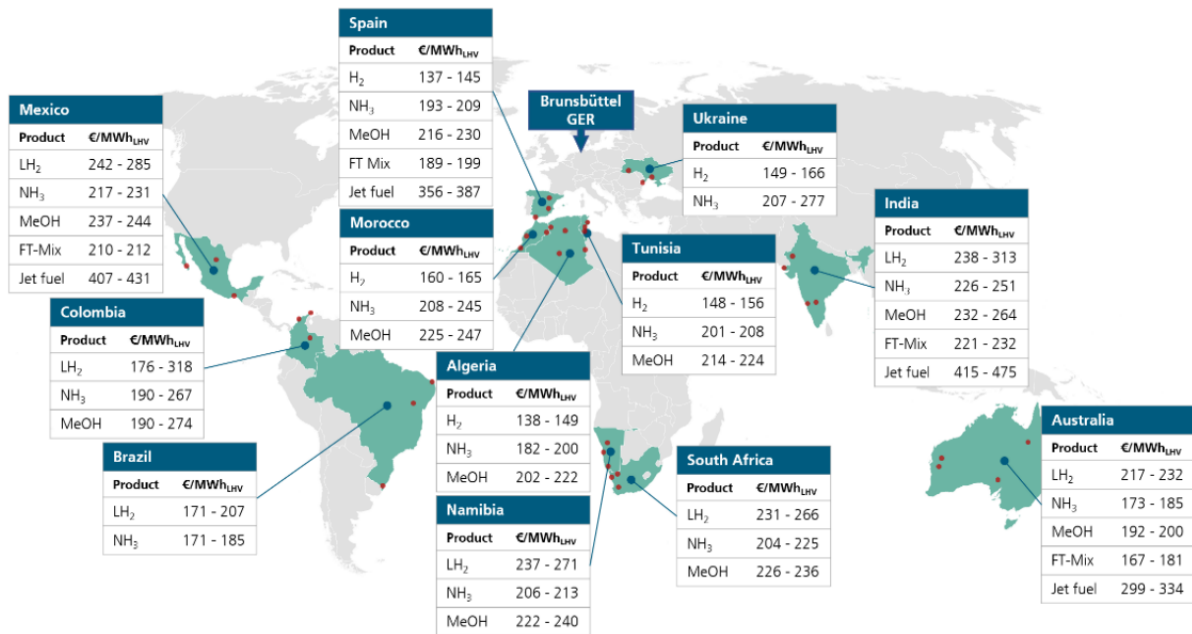 Spain
Product €/MWhLHV
H₂ 137 - 145
NH₃ 193 - 209
MeOH 216 - 230
FT Mix 189 - 199
Jet fuel 356 - 387
Brunsbüttel
GER
Mexico
Product €/MWhLHV
LH₂ 242 - 285
NH₃ 217 - 231
MeOH 237 - 244
FT-Mix 210 - 212
Jet fuel 407 - 431
Ukraine
Product €/MWhLHV
H₂ 149 - 166
NH₃ 207 - 277
India
Product €/MWhLHV
LH₂ 238 - 313
NH₃ 226 - 251
MeOH 232 - 264
FT-Mix 221 - 232
Jet fuel 415 - 475
Morocco
Product €/MWhLHV
H₂ 160 - 165
NH₃ 208 - 245
MeOH 225 - 247
Tunisia
Product €/MWhLHV
H₂ 148 - 156
NH₃ 201 - 208
MeOH 214 - 224
Colombia
Product €/MWhLHV
LH₂ 176 - 318
NH₃ 190 - 267
MeOH 190 - 274
Algeria
Product €/MWhLHV
H₂ 138 - 149
NH₃ 182 - 200
MeOH 202 - 222
Brazil
Product €/MWhLHV
LH₂ 171 - 207
NH₃ 171 - 185
Namibia
Product €/MWhLHV
LH₂ 237 - 271
NH₃ 206 - 213
MeOH 222 - 240
South Africa
Product €/MWhLHV
LH₂ 231 - 266
NH₃ 204 - 225
MeOH 226 - 236
Australia
Product €/MWhLHV
LH₂ 217 - 232
NH₃ 173 - 185
MeOH 192 - 200
FT-Mix 167 - 181
Jet fuel 299 - 334